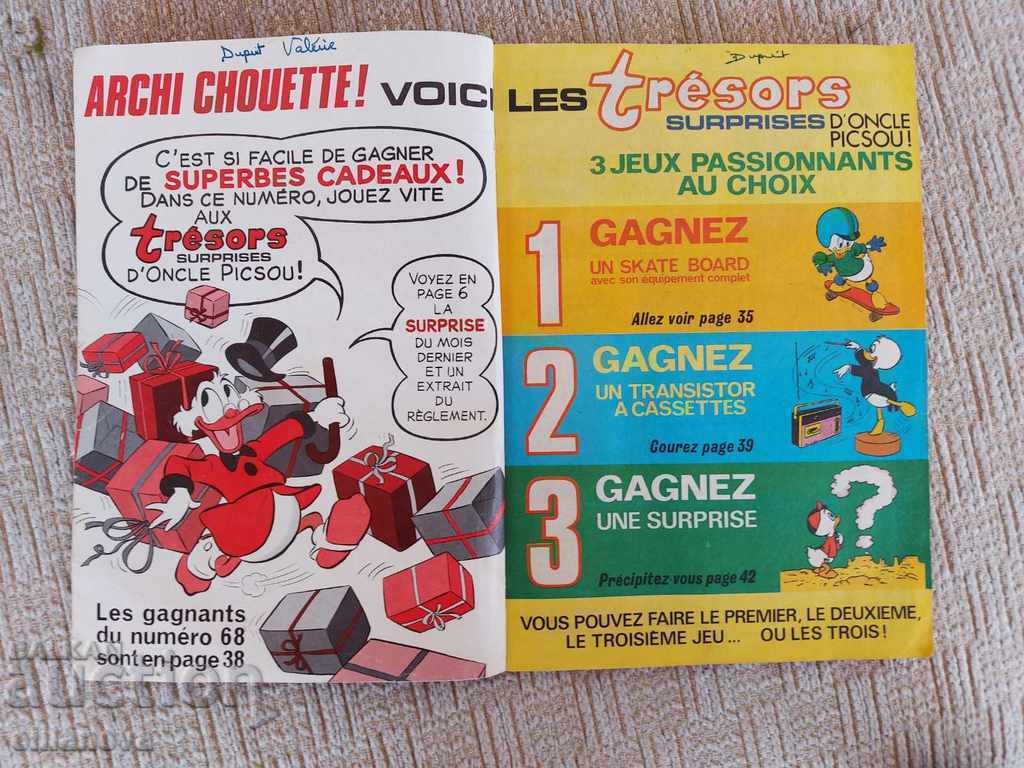 Duput Valérie
ARCHI CHOUETTE! VOICI
C'EST SI FACILE DE GAGNER
DE SUPERBES CADEAUX!
DANS CE NUMÉRO, JOUEZ VITE
AUX
trésors
SURPRISES
D'ONCLE PICSOU!
VOYEZ EN
PAGE 6
LA
SURPRISE
DU MOIS
DERNIER
ET UN
EXTRAIT
DU
RÈGLEMENT.
Les gagnants
du numéro 68
sont en page 38
LES trésors
SURPRISES D'ONCLE
PICSOU!
3 JEUX PASSIONNANTS
AU CHOIX
1
GAGNEZ
UN SKATE BOARD
avec son équipement complet
Allez voir page 35
2
GAGNEZ
UN TRANSISTOR
A CASSETTES
Courez page 39
3
GAGNEZ
UNE SURPRISE
?
Précipitez vous page 42
VOUS POUVEZ FAIRE LE PREMIER, LE DEUXIEME,
LE TROISIÈME JEU... OU LES TROIS!
BALKAN
auction